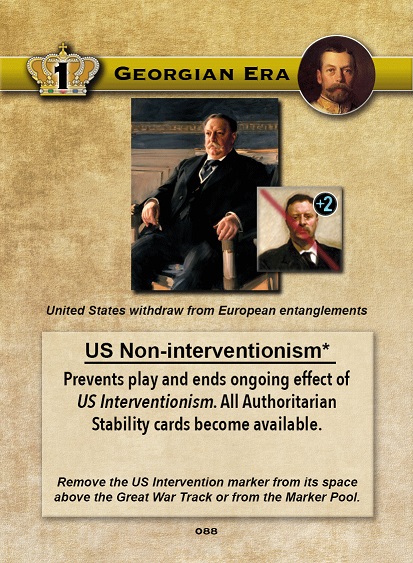 1
GEORGIAN ERA
+2
United States withdraw from European entanglements
US Non-interventionism*
Prevents play and ends ongoing effect of
US Interventionism. All Authoritarian
Stability cards become available.
Remove the US Intervention marker from its space
above the Great War Track or from the Marker Pool.
088